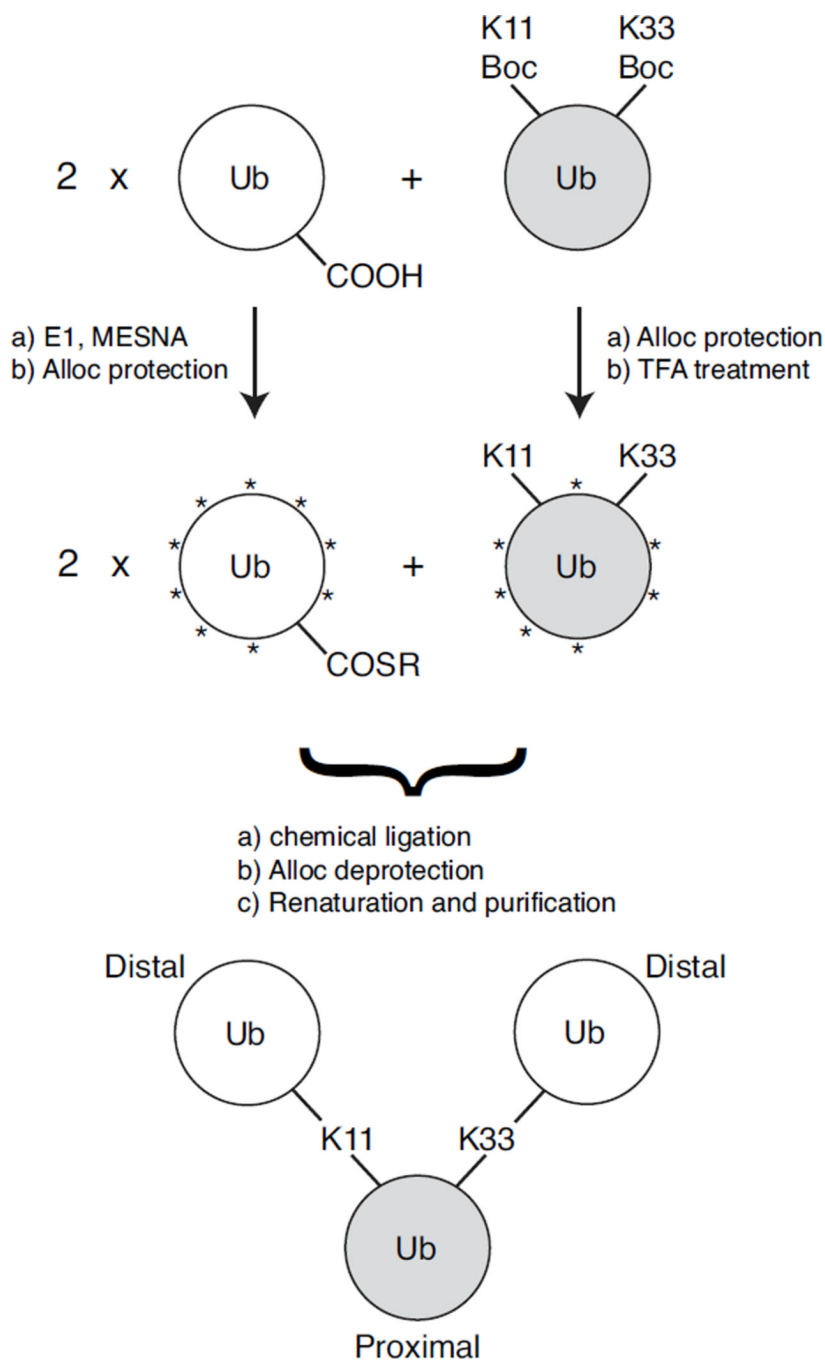 K11 K33
Boc Boc
2 x Ub + Ub
COOH
a) E1, MESNA
b) Alloc protection
a) Alloc protection
b) TFA treatment
K11 K33
* * * * * * * * *
2 x Ub + Ub
* * * * * * * *
COSR
a) chemical ligation
b) Alloc deprotection
c) Renaturation and purification
Distal Distal
Ub Ub
K11 K33
Ub
Proximal